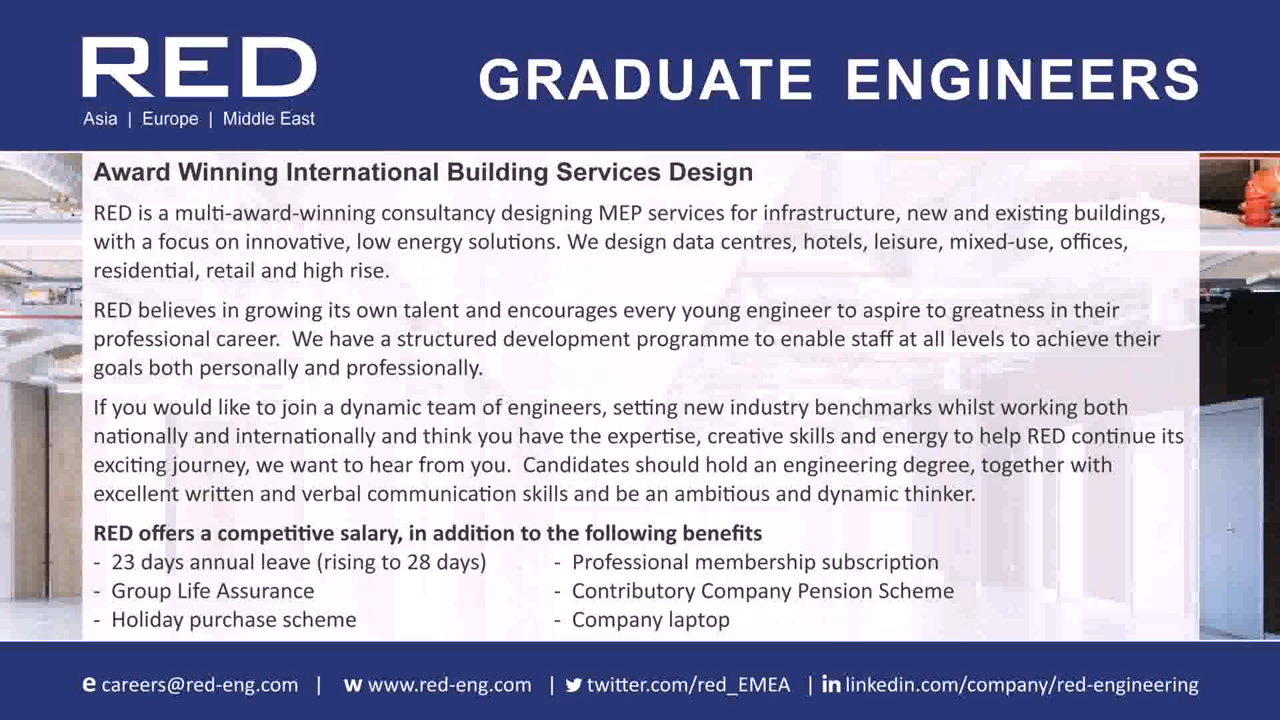 RED
Asia | Europe | Middle East
GRADUATE ENGINEERS
Award Winning International Building Services Design
RED is a multi-award-winning consultancy designing MEP services for infrastructure, new and existing buildings,
with a focus on innovative, low energy solutions. We design data centres, hotels, leisure, mixed-use, offices,
residential, retail and high rise.
RED believes in growing its own talent and encourages every young engineer to aspire to greatness in their
professional career.  We have a structured development programme to enable staff at all levels to achieve their
goals both personally and professionally.
If you would like to join a dynamic team of engineers, setting new industry benchmarks whilst working both
nationally and internationally and think you have the expertise, creative skills and energy to help RED continue its
exciting journey, we want to hear from you.  Candidates should hold an engineering degree, together with
excellent written and verbal communication skills and be an ambitious and dynamic thinker.
RED offers a competitive salary, in addition to the following benefits
- 23 days annual leave (rising to 28 days)
- Group Life Assurance
- Holiday purchase scheme
- Professional membership subscription
- Contributory Company Pension Scheme
- Company laptop
e careers@red-eng.com | w www.red-eng.com | twitter.com/red_EMEA | in linkedin.com/company/red-engineering